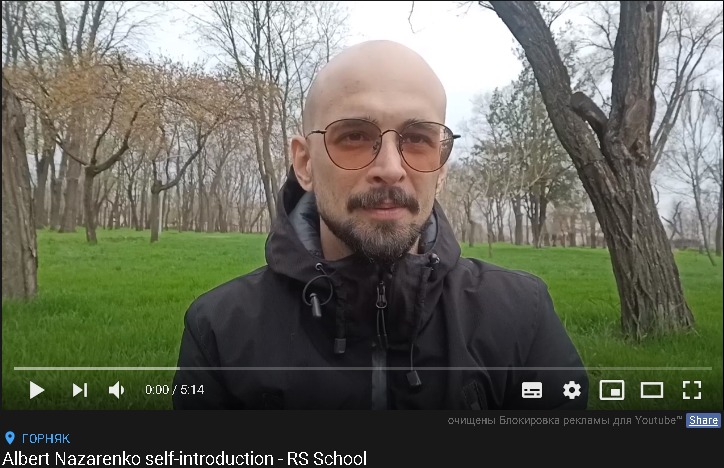 0:00 / 5:14
очищены Блокировка рекламы для Youtube™ Share
ГОРНЯК
Albert Nazarenko self-introduction - RS School